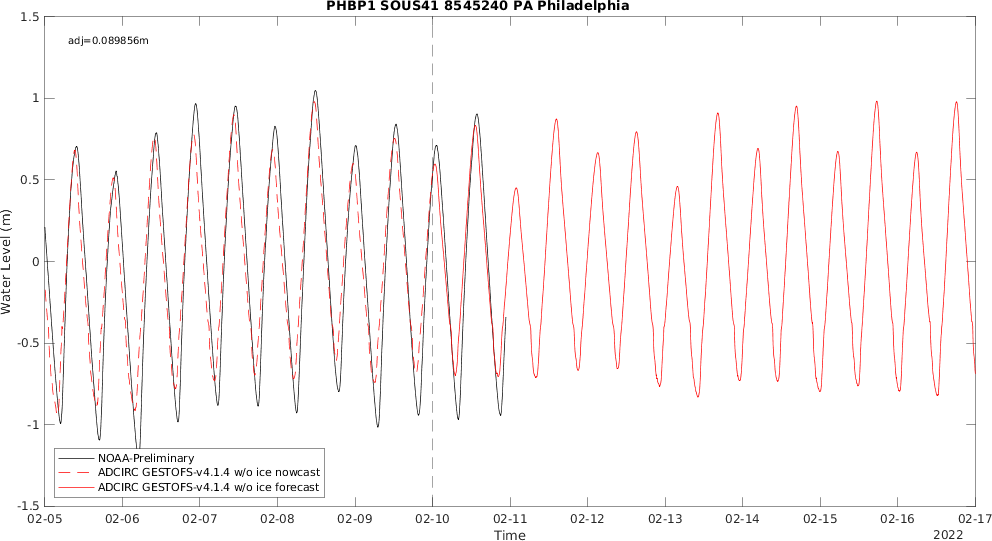 PHBP1 SOUS41 8545240 PA Philadelphia
1.5
adj=0.089856m
1
0.5
0
-0.5
-1
-1.5
Water Level (m)
NOAA-Preliminary
ADCIRC GESTOFS-v4.1.4 w/o ice nowcast
ADCIRC GESTOFS-v4.1.4 w/o ice forecast
02-05 02-06 02-07 02-08 02-09 02-10 02-11 02-12 02-13 02-14 02-15 02-16 02-17
Time
2022